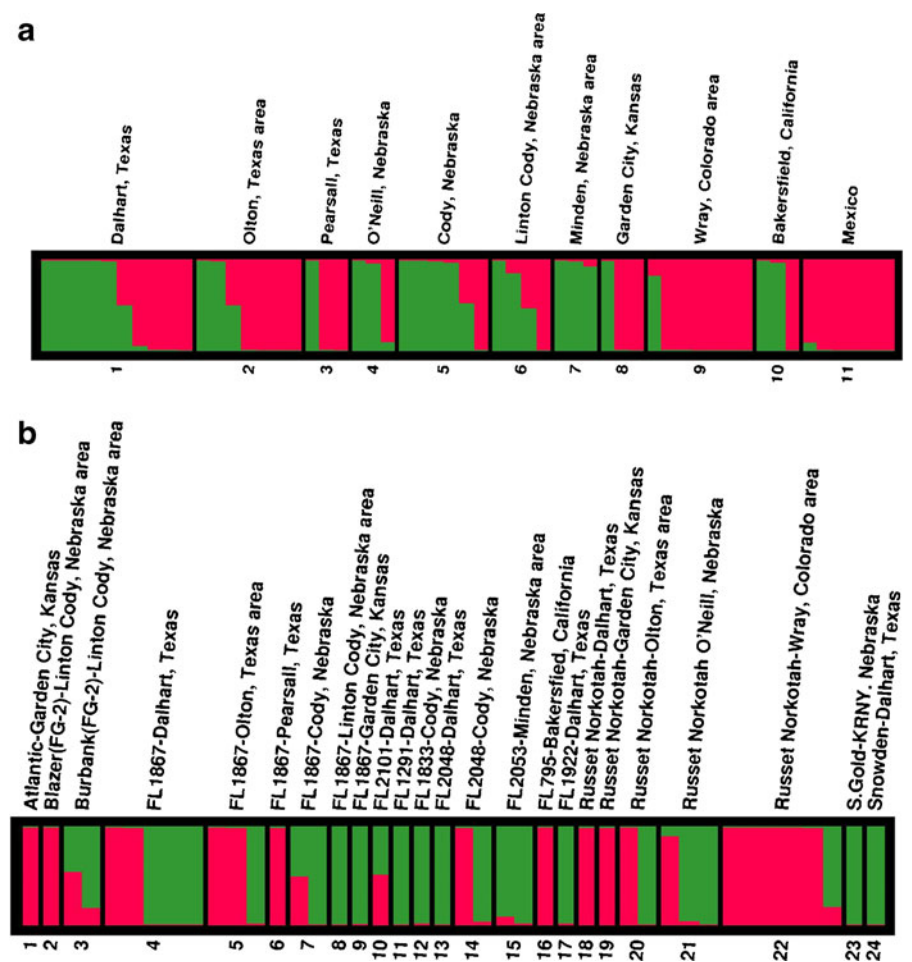 a
Dalhart, Texas
Olton, Texas area
Pearsall, Texas
O'Neill, Nebraska
Cody, Nebraska
Linton Cody, Nebraska area
Minden, Nebraska area
Garden City, Kansas
Wray, Colorado area
Bakersfield, California
Mexico
1
2
3
4
5
6
7
8
9
10
11
b
Atlantic-Garden City, Kansas
Blazer(FG-2)-Linton Cody, Nebraska area
Burbank(FG-2)-Linton Cody, Nebraska area
FL1867-Dalhart, Texas
FL1867-Olton, Texas area
FL1867-Pearsall, Texas
FL1867-Cody, Nebraska
FL1867-Linton Cody, Nebraska area
FL1867-Garden City, Kansas
FL2101-Dalhart, Texas
FL1291-Dalhart, Texas
FL1833-Cody, Nebraska
FL2048-Dalhart, Texas
FL2048-Cody, Nebraska
FL2053-Minden, Nebraska area
FL795-Bakersfied, California
FL1922-Dalhart, Texas
Russet Norkotah-Dalhart, Texas
Russet Norkotah-Garden City, Kansas
Russet Norkotah-Olton, Texas area
Russet Norkotah O'Neill, Nebraska
Russet Norkotah-Wray, Colorado area
S.Gold-KRNY. Nebraska
Snowden-Dalhart, Texas
1
2
3
4
5
6
7
8
9
10
11
12
13
14
15
16
17
18
19
20
21
22
23
24